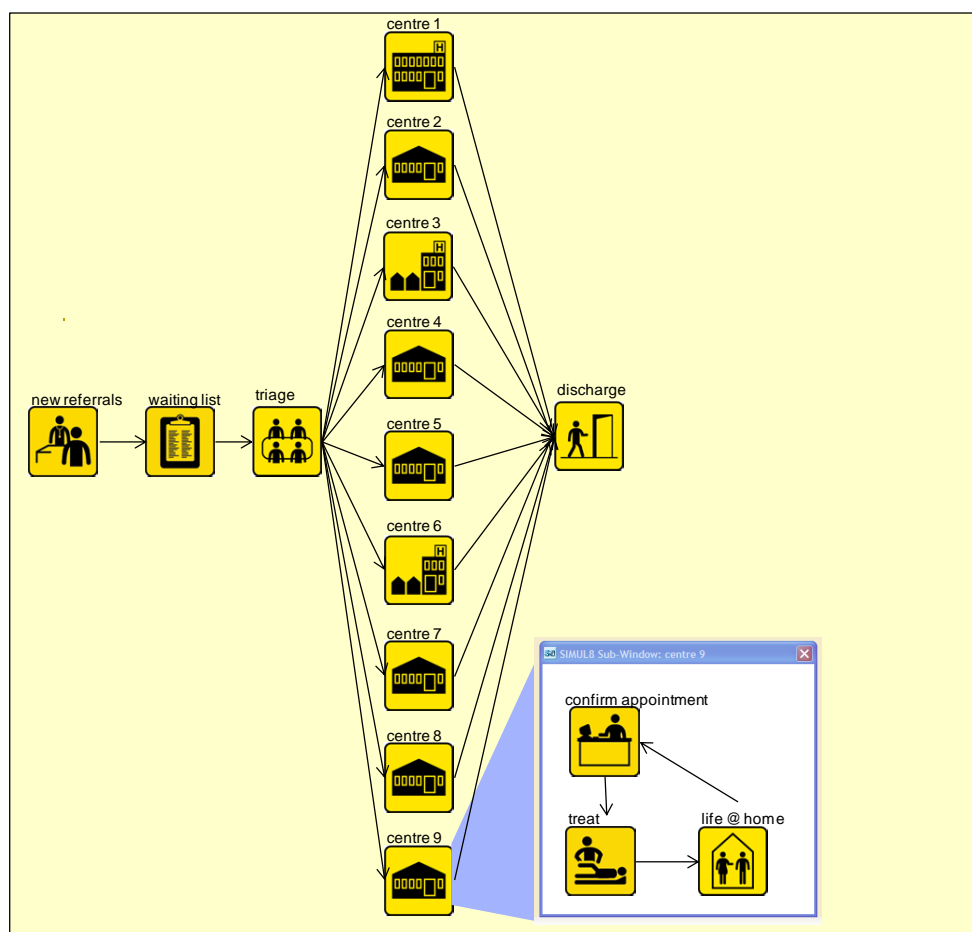 centre 1
centre 2
centre 3
centre 4
new referrals
waiting list
triage
discharge
centre 5
centre 6
centre 7
centre 8
centre 9
H
H
H
S8 SIMUL8 Sub-Window: centre 9
confirm appointment
treat
life @ home